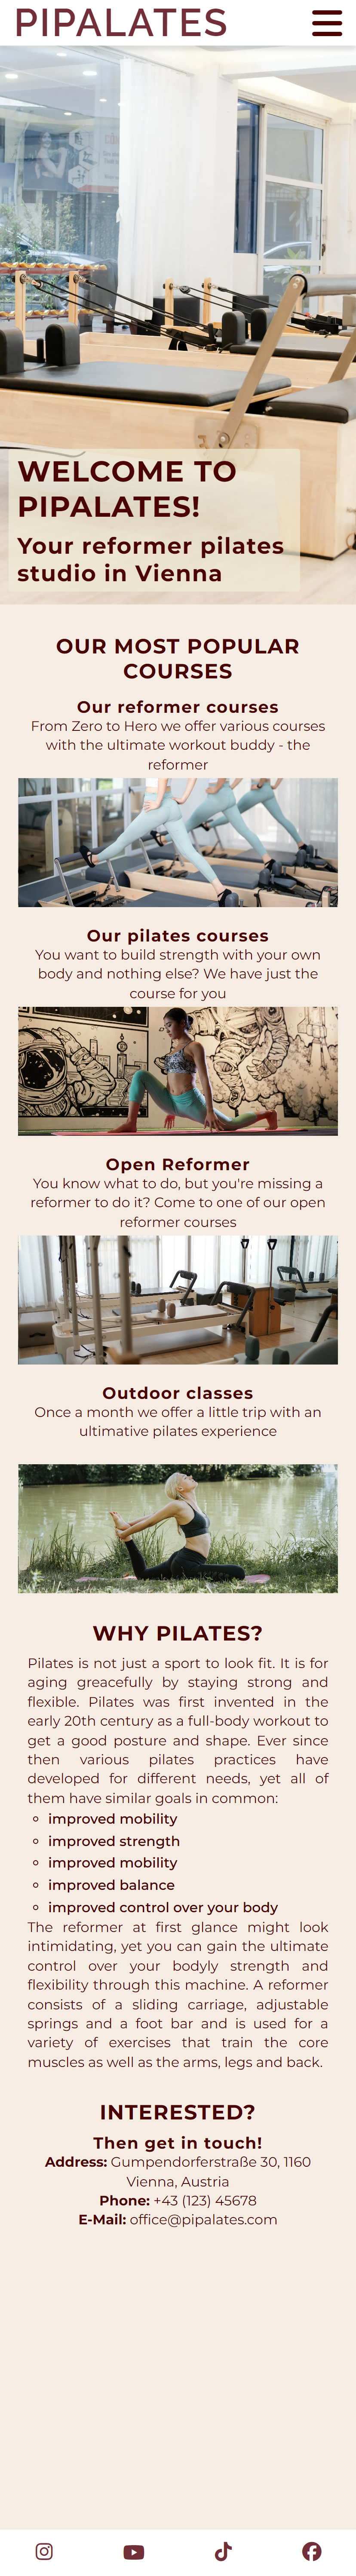 PIPALATES
WELCOME TO
PIPALATES!
Your reformer pilates
studio in Vienna
OUR MOST POPULAR
COURSES
Our reformer courses
From Zero to Hero we offer various courses
with the ultimate workout buddy - the
reformer
Our pilates courses
You want to build strength with your own
body and nothing else? We have just the
course for you
Open Reformer
You know what to do, but you're missing a
reformer to do it? Come to one of our open
reformer courses
Outdoor classes
Once a month we offer a little trip with an
ultimative pilates experience
WHY PILATES?
Pilates is not just a sport to look fit. It is for
aging greacefully by staying strong and
flexible. Pilates was first invented in the
early 20th century as a full-body workout to
get a good posture and shape. Ever since
then various pilates practices have
developed for different needs, yet all of
them have similar goals in common:
improved mobility
improved strength
improved mobility
improved balance
improved control over your body
The reformer at first glance might look
intimidating, yet you can gain the ultimate
control over your bodyly strength and
flexibility through this machine. A reformer
consists of a sliding carriage, adjustable
springs and a foot bar and is used for a
variety of exercises that train the core
muscles as well as the arms, legs and back.
INTERESTED?
Then get in touch!
Address: Gumpendorferstraße 30, 1160
Vienna, Austria
Phone: +43 (123) 45678
E-Mail: office@pipalates.com